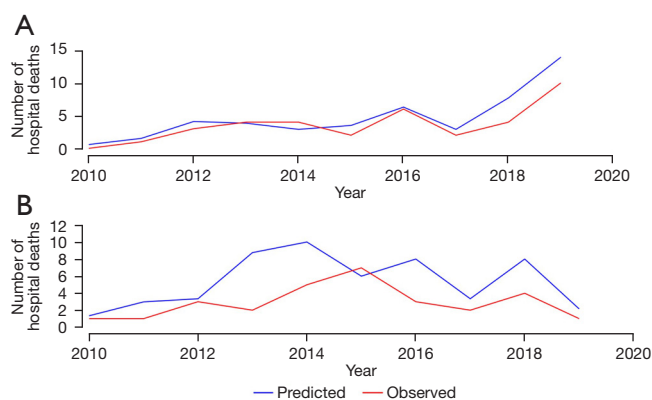 A
Number of
hospital deaths
15
10
5
0
2010 2012 2014 2016 2018 2020
Year
B
Number of
hospital deaths
12
10
8
6
4
2
0
2010 2012 2014 2016 2018 2020
Year
Predicted Observed